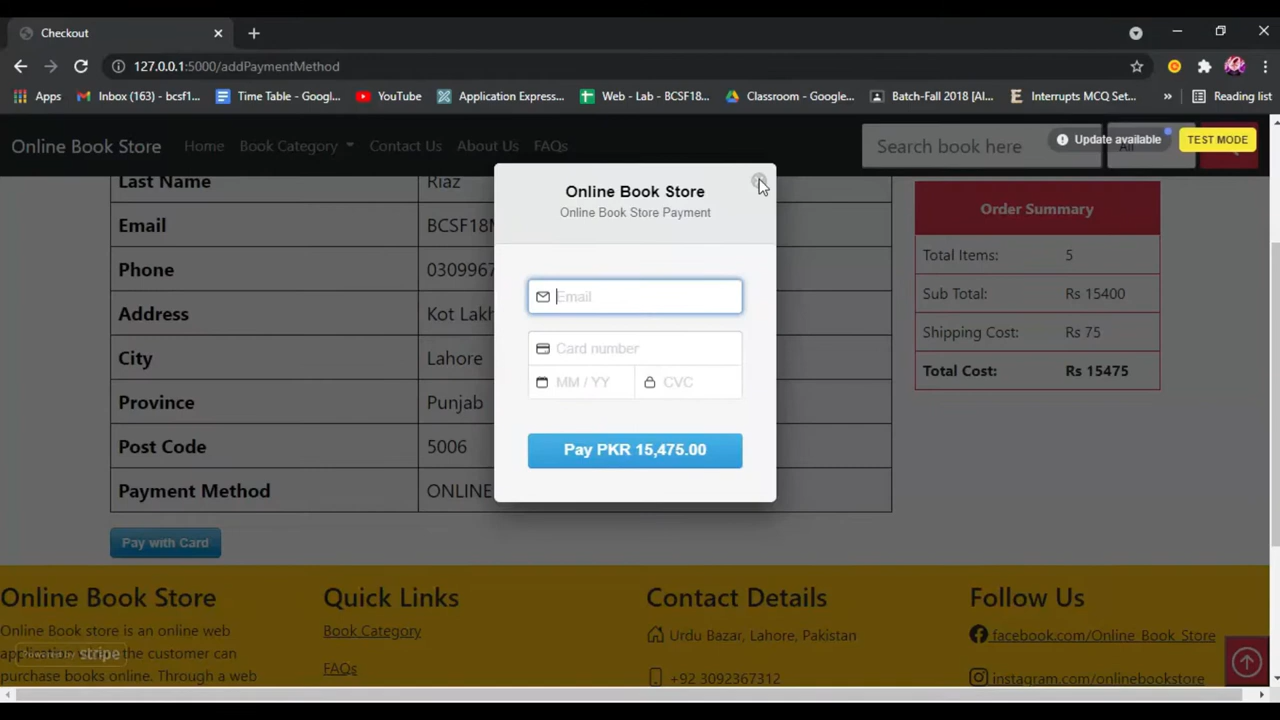 Checkout
127.0.0.1:5000/addPaymentMethod
Apps
Inbox (163) - bcsf1...
Time Table - Googl...
YouTube
Application Express...
Web - Lab - BCSF18...
Classroom - Google...
Batch-Fall 2018 [Al...
Interrupts MCQ Set...
»
Reading list
Online Book Store
Home
Book Category
Contact Us
About Us
FAQs
Search book here
All
Update available
TEST MODE
Last Name Riaz
Email BCSF18
Phone 030996
Address Kot Lak
City Lahore
Province Punjab
Post Code 5006
Payment Method ONLINE
Pay with Card
Online Book Store
Online Book Store Payment
Email
Card number
MM / YY CVC
Pay PKR 15,475.00
Order Summary
Total Items: 5
Sub Total: Rs 15400
Shipping Cost: Rs 75
Total Cost: Rs 15475
Online Book Store
Online Book store is an online web
the customer can
purchase books online. Through a web
Powered by stripe
Quick Links
Book Category
FAQs
Contact Details
Urdu Bazar, Lahore, Pakistan
+92 3092367312
Follow Us
facebook.com/Online_Book_Store
instagram.com/onlinebookstore